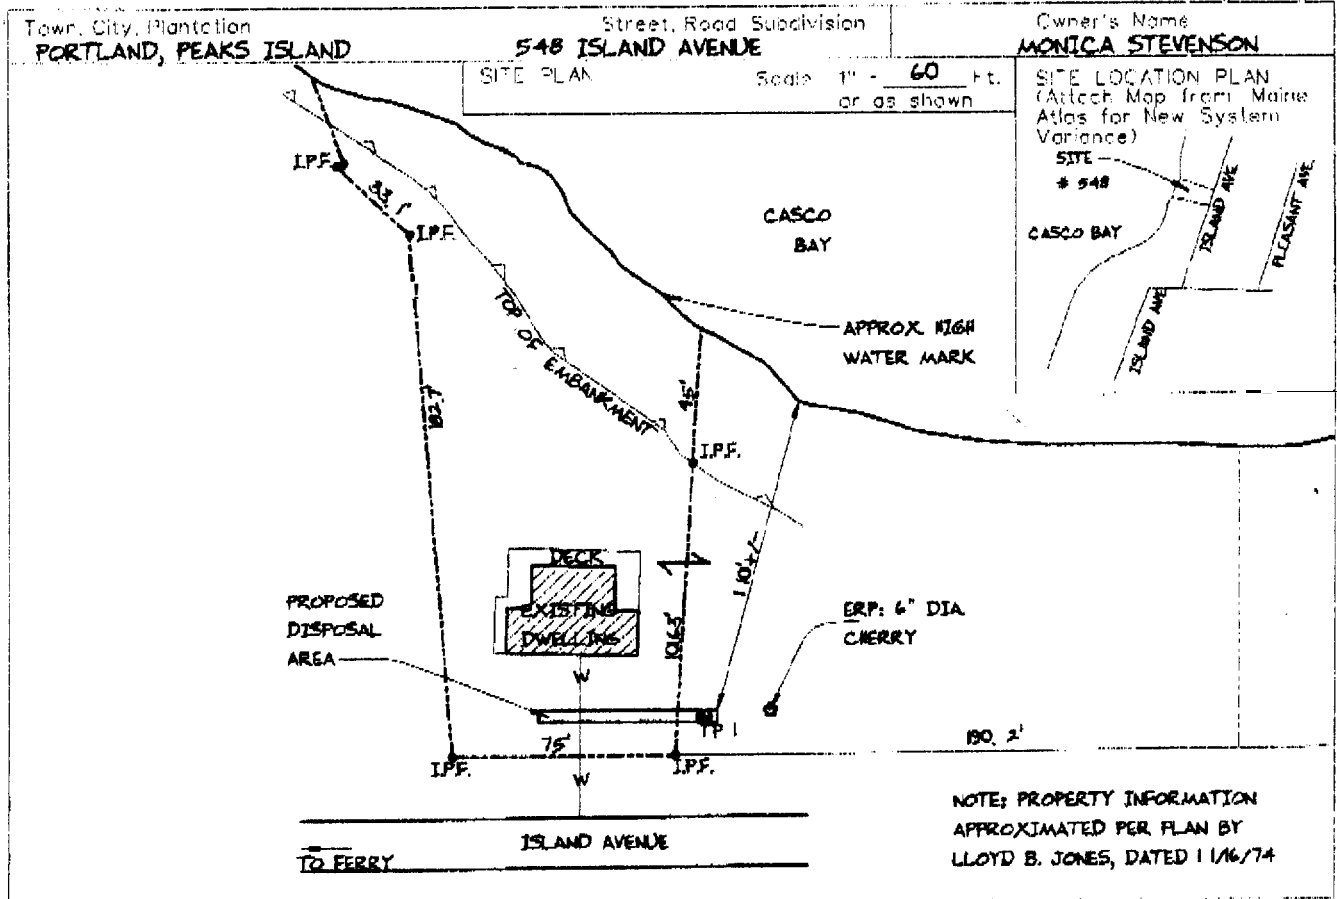 Town, City, Plantation
PORTLAND, PEAKS ISLAND
Street, Road Subdivision
548 ISLAND AVENUE
Owner's Name
MONICA STEVENSON
SITE PLAN
Scale 1" - 60 Ft.
or as shown
SITE LOCATION PLAN
(Attach Map from Maine
Atlas for New System
Variance)
SITE
# 548
CASCO BAY
ISLAND AVE
PLEASANT AVE.
ISLAND AVE
I.P.F.
33.1'
I.P.F.
CASCO
BAY
TOP OF EMBANKMENT
APPROX. HIGH
WATER MARK
182.7'
45'
I.P.F.
110' +/-
DECK
EXISTING
DWELLING
PROPOSED
DISPOSAL
AREA
ERP: 6" DIA.
CHERRY
W
TP 1
75'
190. 2'
I.P.F.
I.P.F.
W
NOTE: PROPERTY INFORMATION
APPROXIMATED PER PLAN BY
LLOYD B. JONES, DATED 11/16/74
ISLAND AVENUE
TO FERRY